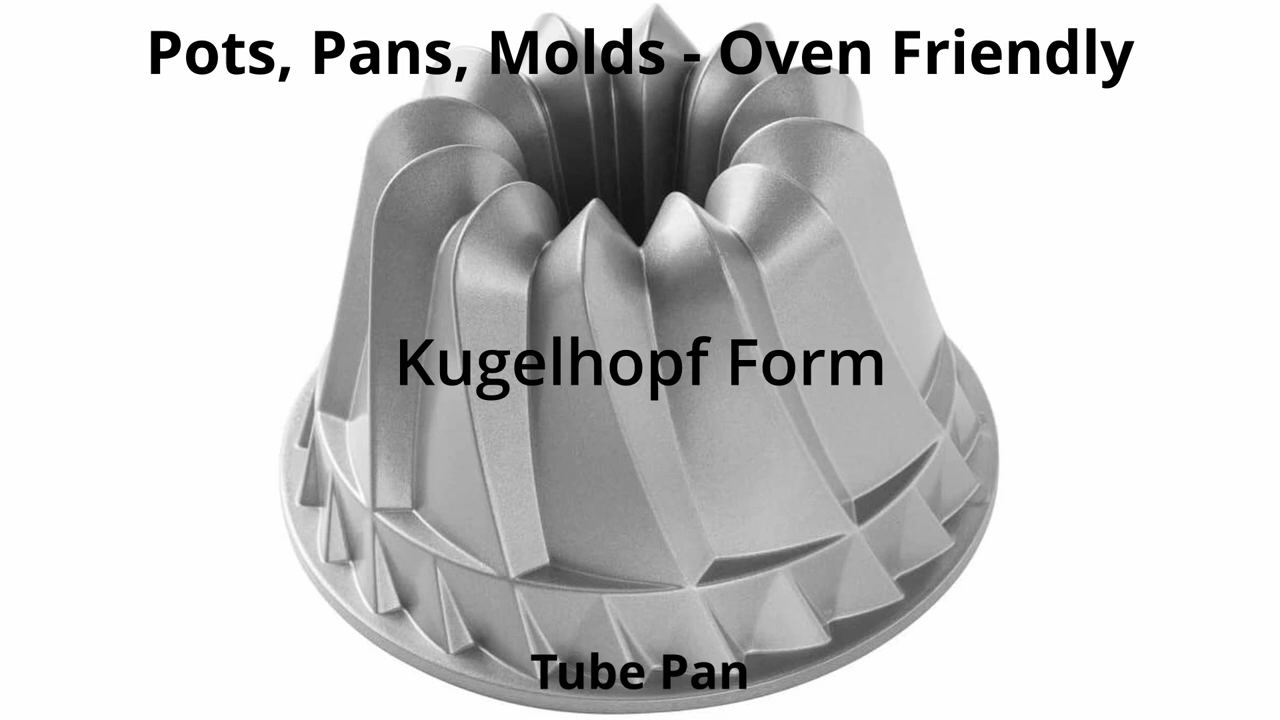 Pots, Pans, Molds - Oven Friendly
Kugelhopf Form
Tube Pan